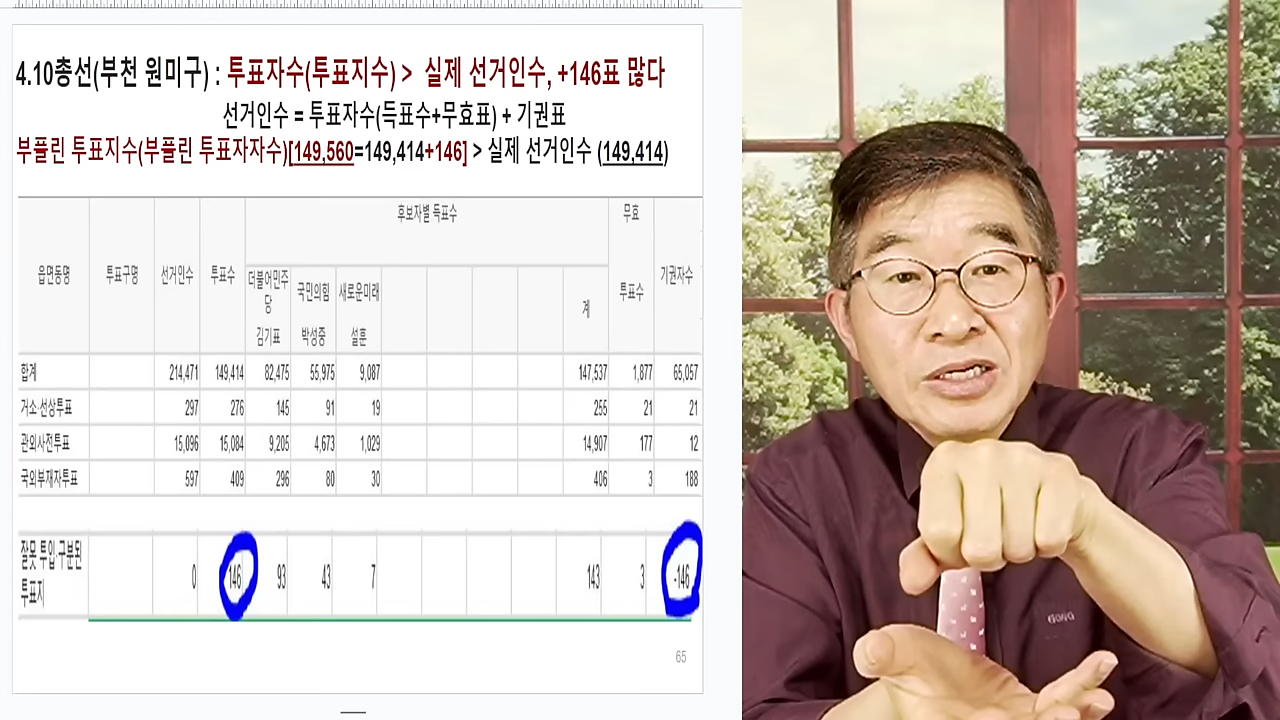 4.10총선(부천 원미구) : 투표자수(투표지수) > 실제 선거인수, +146표 많다
선거인수 = 투표자수(득표수+무효표) + 기권표
부풀린 투표지수(부풀린 투표자자수)[149,560=149,414+146] > 실제 선거인수 (149,414)
후보자별 득표수 무효
읍면동명 투표구명 선거인수 투표수 더불어민주당 국민의힘 새로운미래 계 투표수 기권자수
김기표 박성중 설훈
합계 214,471 149,414 82,475 55,975 9,087 147,537 1,877 65,057
거소·선상투표 297 276 145 91 19 255 21 21
관외사전투표 15,096 15,084 9,205 4,673 1,029 14,907 177 12
국외부재자투표 597 409 296 80 30 406 3 188
잘못 투입·구분된
투표지 0 146 93 43 7 143 3 -146
65